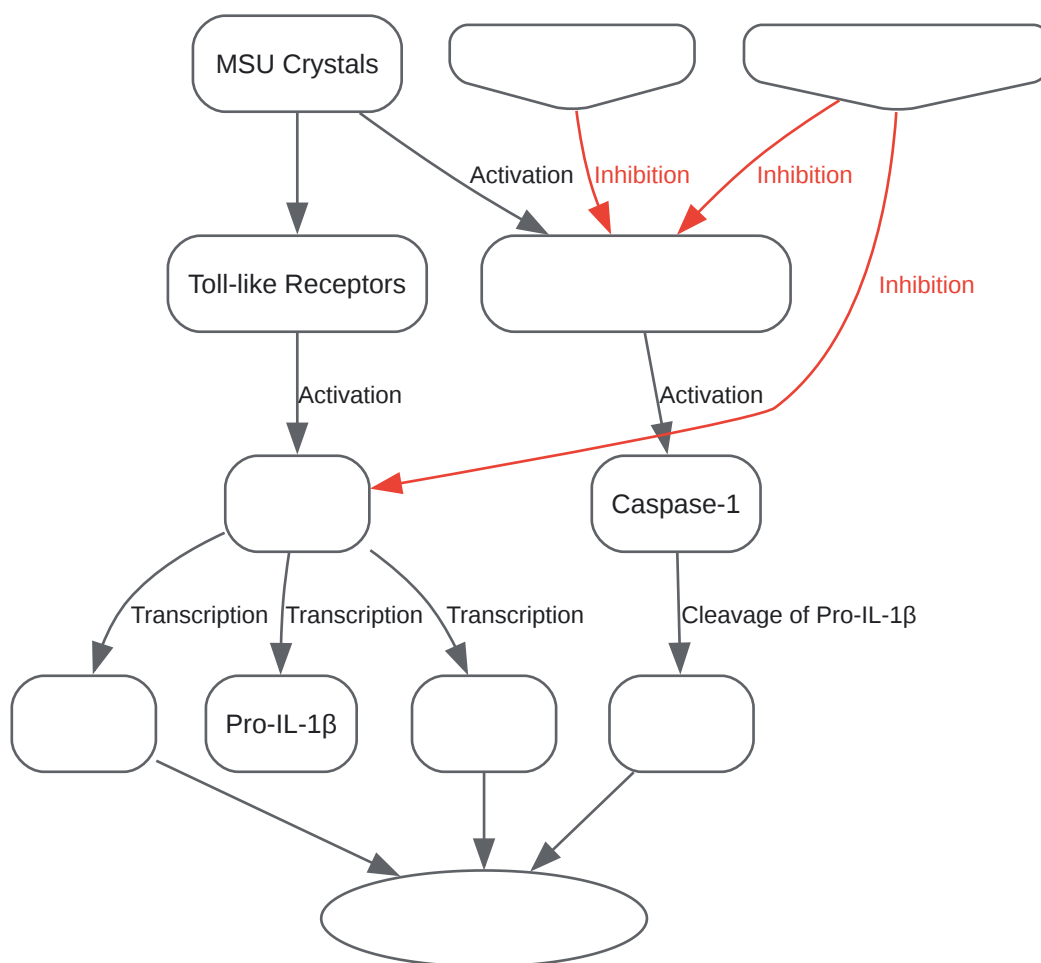 MSU Crystals
Activation
Inhibition
Inhibition
Toll-like Receptors
Inhibition
Activation
Activation
Caspase-1
Transcription
Transcription
Transcription
Cleavage of Pro-IL-1β
Pro-IL-1β